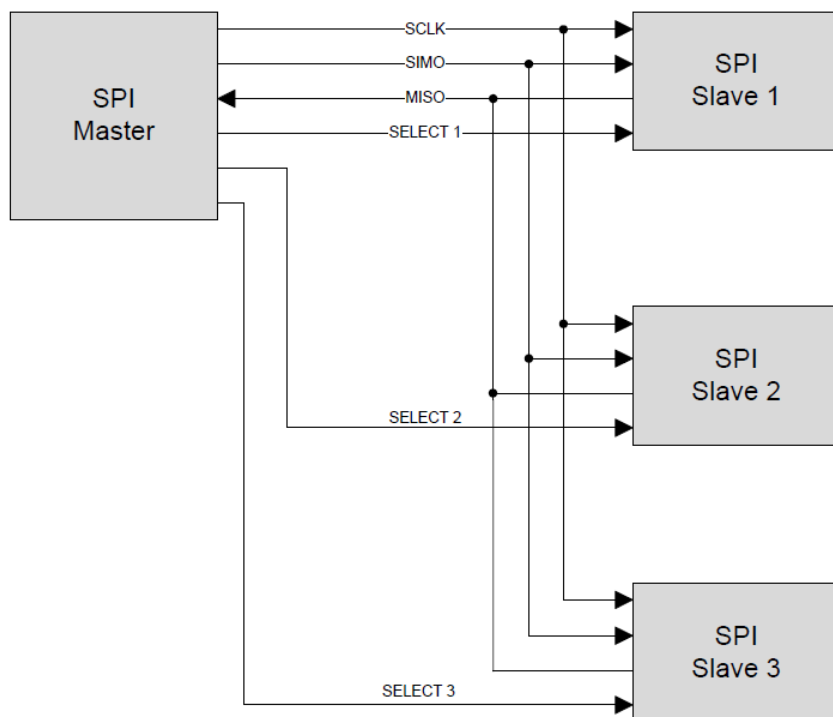 SPI
Master
SCLK
SIMO
MISO
SELECT 1
SPI
Slave 1
SELECT 2
SPI
Slave 2
SELECT 3
SPI
Slave 3